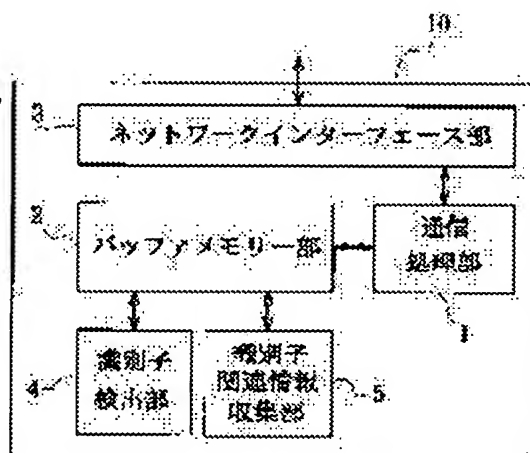 10
ネットワークインターフェース部
バッファメモリー部
通信
処理部
1
識別子
検出部
4
識別子
関連情報
収集部
5